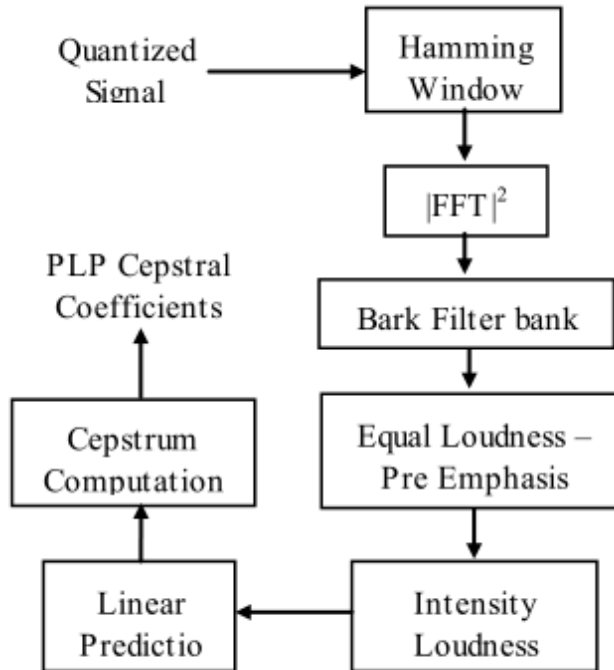 Quantized
Signal
Hamming
Window
|FFT|²
Bark Filter bank
Equal Loudness –
Pre Emphasis
Intensity
Loudness
Linear
Predictio
Cepstrum
Computation
PLP Cepstral
Coefficients